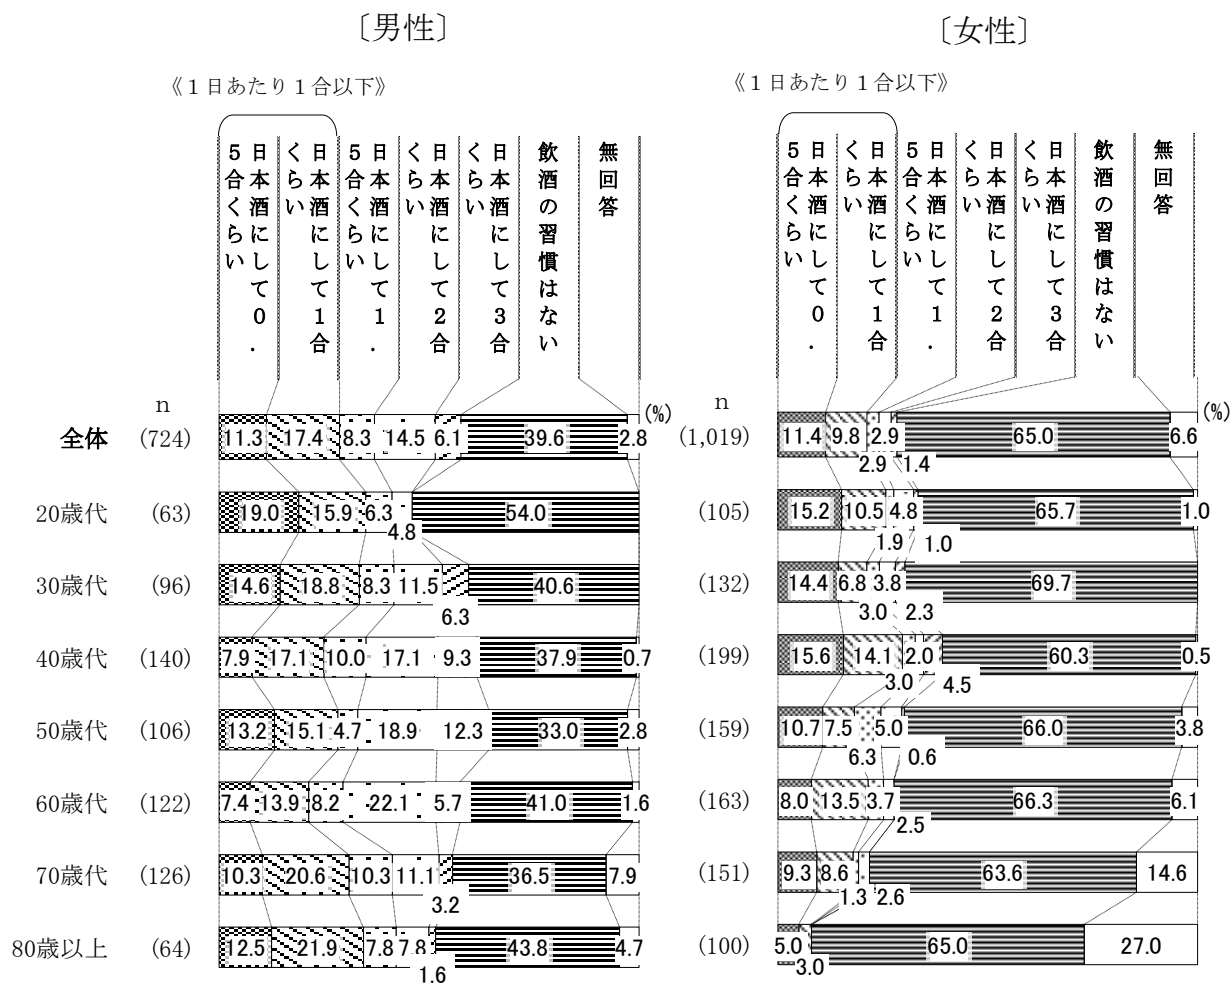 〔男性〕
《１日あたり１合以下》
日本酒にして０．
５合くらい
日本酒にして１合
くらい
日本酒にして１．
５合くらい
日本酒にして２合
くらい
日本酒にして３合
くらい
飲酒の習慣はない
無回答
n
(%)
全体 (724) 11.3 17.4 8.3 14.5 6.1 39.6 2.8
20歳代 (63) 19.0 15.9 6.3 54.0
4.8
30歳代 (96) 14.6 18.8 8.3 11.5 40.6
6.3
40歳代 (140) 7.9 17.1 10.0 17.1 9.3 37.9 0.7
50歳代 (106) 13.2 15.1 4.7 18.9 12.3 33.0 2.8
60歳代 (122) 7.4 13.9 8.2 22.1 5.7 41.0 1.6
70歳代 (126) 10.3 20.6 10.3 11.1 36.5 7.9
3.2
80歳以上 (64) 12.5 21.9 7.8 7.8 43.8 4.7
1.6
〔女性〕
《１日あたり１合以下》
日本酒にして０．
５合くらい
日本酒にして１合
くらい
日本酒にして１．
５合くらい
日本酒にして２合
くらい
日本酒にして３合
くらい
飲酒の習慣はない
無回答
n
(%)
(1,019) 11.4 9.8 2.9 65.0 6.6
2.9 1.4
(105) 15.2 10.5 4.8 65.7 1.0
1.9 1.0
(132) 14.4 6.8 3.8 69.7
3.0 2.3
(199) 15.6 14.1 2.0 60.3 0.5
3.0 4.5
(159) 10.7 7.5 5.0 66.0 3.8
6.3 0.6
(163) 8.0 13.5 3.7 66.3 6.1
2.5
(151) 9.3 8.6 63.6 14.6
1.3 2.6
(100) 5.0 65.0 27.0
3.0